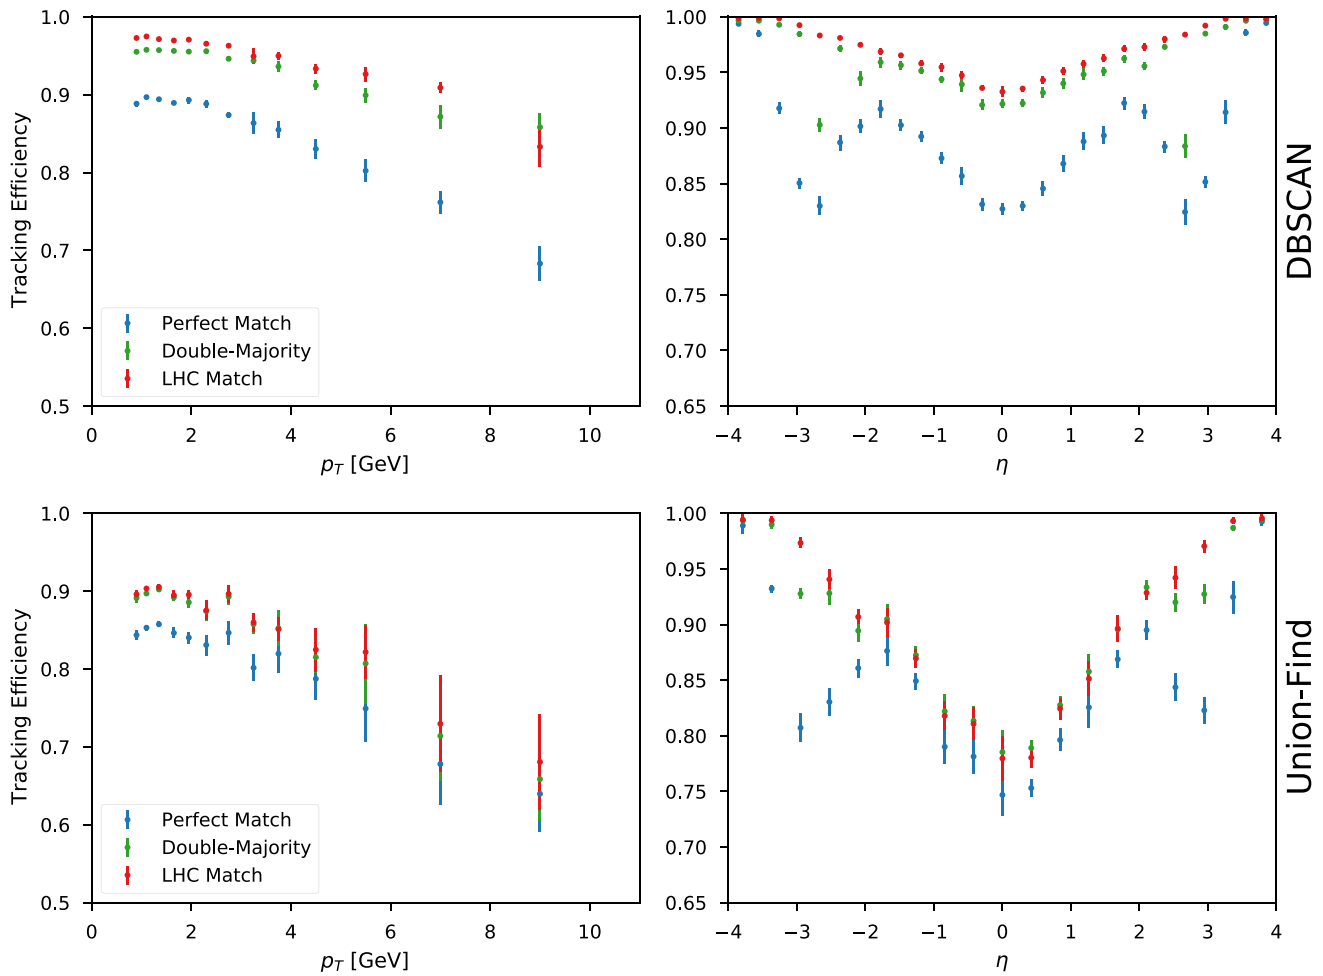 1.0
0.9
0.8
0.7
0.6
0.5
Tracking Efficiency
Perfect Match
Double-Majority
LHC Match
0 2 4 6 8 10
p_T [GeV]
1.00
0.95
0.90
0.85
0.80
0.75
0.70
0.65
−4 −3 −2 −1 0 1 2 3 4
η
DBSCAN
1.0
0.9
0.8
0.7
0.6
0.5
Tracking Efficiency
Perfect Match
Double-Majority
LHC Match
0 2 4 6 8 10
p_T [GeV]
1.00
0.95
0.90
0.85
0.80
0.75
0.70
0.65
−4 −3 −2 −1 0 1 2 3 4
η
Union-Find